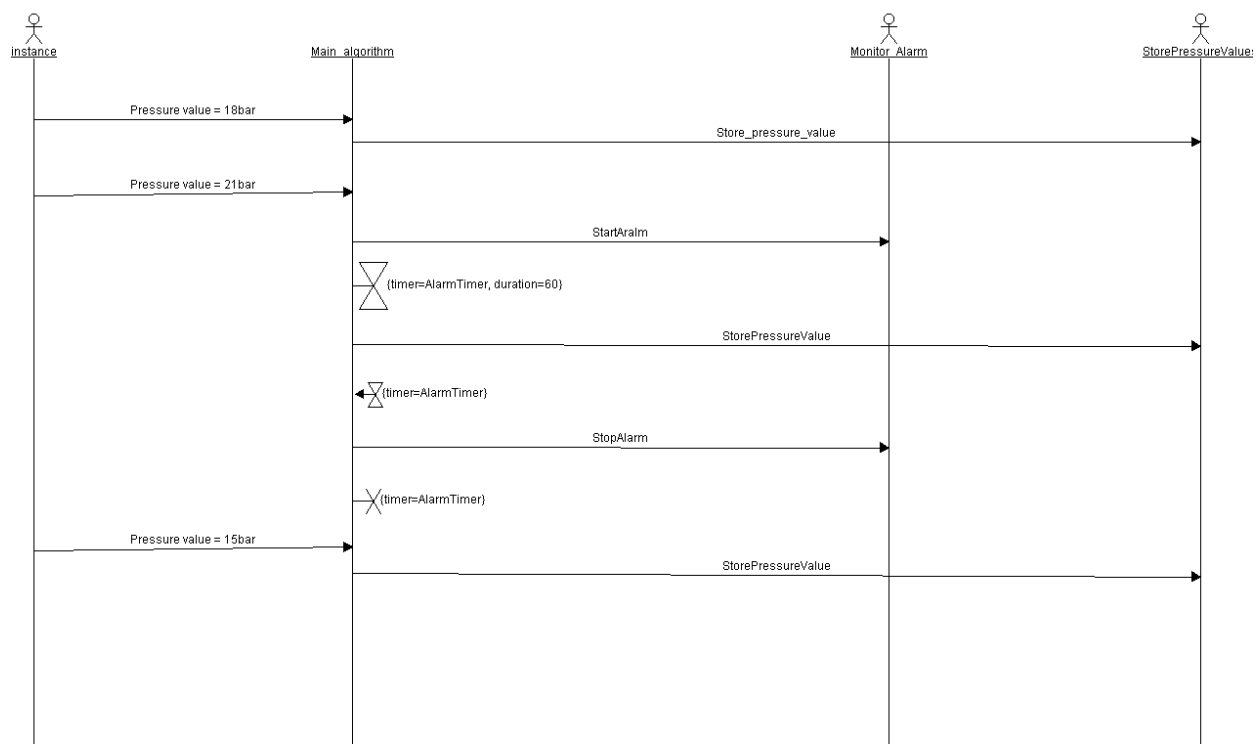 instance
Main_algorithm
Monitor_Alarm
StorePressureValues
Pressure value = 18bar
Store_pressure_value
Pressure value = 21bar
StartAralm
{timer=AlarmTimer, duration=60}
StorePressureValue
{timer=AlarmTimer}
StopAlarm
{timer=AlarmTimer}
Pressure value = 15bar
StorePressureValue